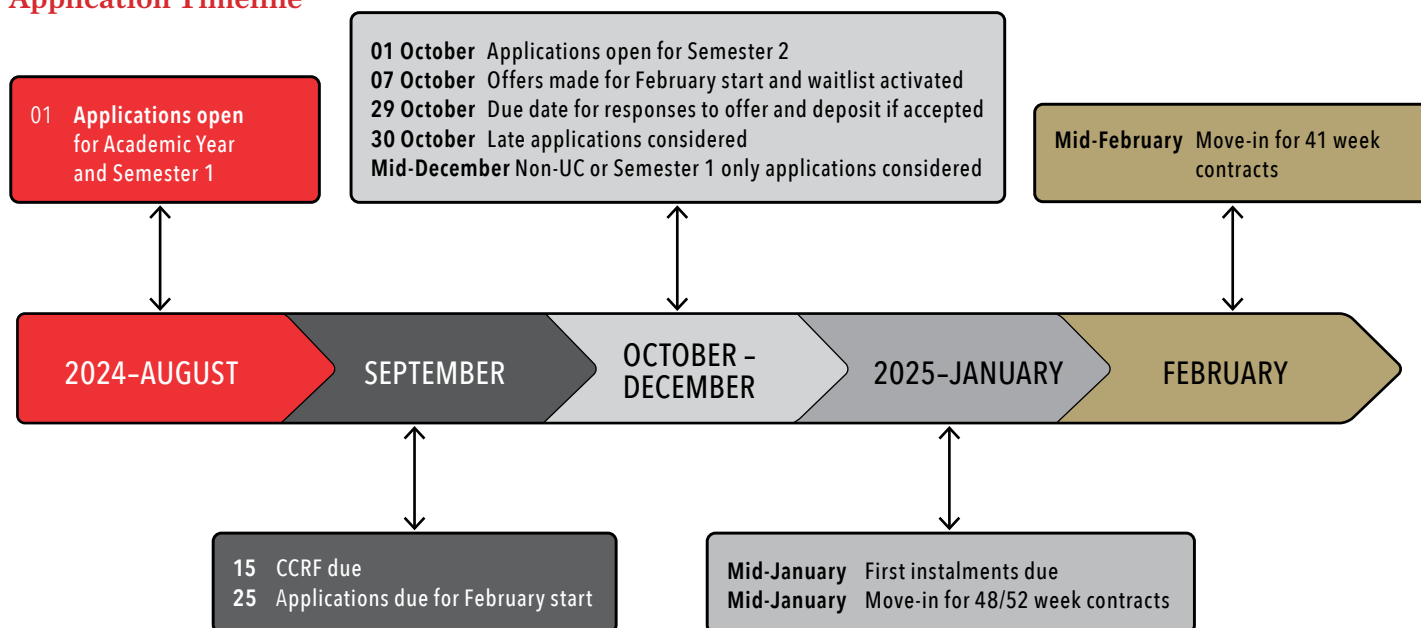 Application Timeline
01 Applications open
for Academic Year
and Semester 1
01 October Applications open for Semester 2
07 October Offers made for February start and waitlist activated
29 October Due date for responses to offer and deposit if accepted
30 October Late applications considered
Mid-December Non-UC or Semester 1 only applications considered
Mid-February Move-in for 41 week
contracts
2024–AUGUST
SEPTEMBER
OCTOBER –
DECEMBER
2025–JANUARY
FEBRUARY
15 CCRF due
25 Applications due for February start
Mid-January First instalments due
Mid-January Move-in for 48/52 week contracts